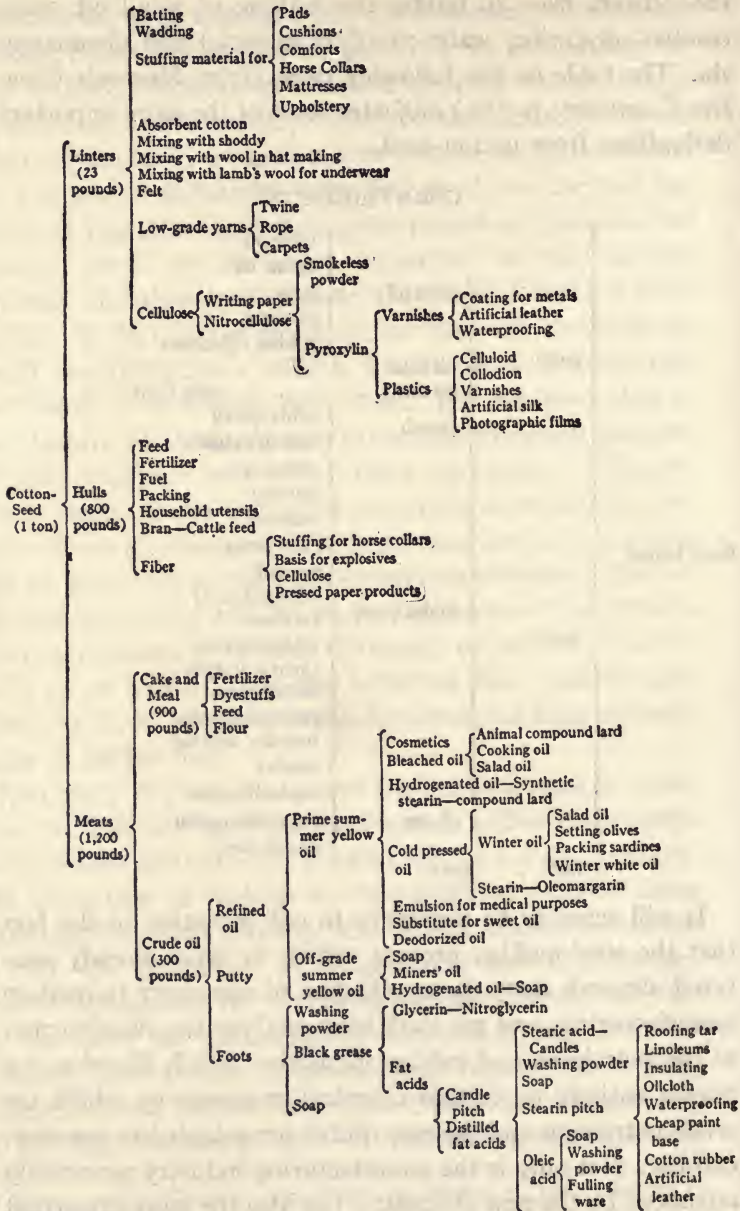 Cotton-
Seed
(1 ton)
Linters
(23
pounds)
Batting
Wadding
Stuffing material for
Pads
Cushions
Comforts
Horse Collars
Mattresses
Upholstery
Absorbent cotton
Mixing with shoddy
Mixing with wool in hat making
Mixing with lamb's wool for underwear
Felt
Low-grade yarns
Twine
Rope
Carpets
Cellulose
Writing paper
Nitrocellulose
Smokeless
powder
Pyroxylin
Varnishes
Coating for metals
Artificial leather
Waterproofing
Plastics
Celluloid
Collodion
Varnishes
Artificial silk
Photographic films
Hulls
(800
pounds)
Feed
Fertilizer
Fuel
Packing
Household utensils
Bran—Cattle feed
Fiber
Stuffing for horse collars
Basis for explosives
Cellulose
Pressed paper products
Meats
(1,200
pounds)
Cake and
Meal
(900
pounds)
Fertilizer
Dyestuffs
Feed
Flour
Crude oil
(300
pounds)
Refined
oil
Prime sum-
mer yellow
oil
Cosmetics
Bleached oil
Animal compound lard
Cooking oil
Salad oil
Hydrogenated oil—Synthetic
stearin—compound lard
Cold pressed
oil
Winter oil
Salad oil
Setting olives
Packing sardines
Winter white oil
Stearin—Oleomargarin
Emulsion for medical purposes
Substitute for sweet oil
Deodorized oil
Off-grade
summer
yellow oil
Soap
Miners' oil
Hydrogenated oil—Soap
Putty
Foots
Washing
powder
Black grease
Glycerin—Nitroglycerin
Fat
acids
Candle
pitch
Distilled
fat acids
Stearic acid—
Candles
Washing powder
Soap
Stearin pitch
Roofing tar
Linoleums
Insulating
Oilcloth
Waterproofing
Cheap paint
base
Cotton rubber
Artificial
leather
Oleic
acid
Soap
Washing
powder
Fulling
ware
Soap